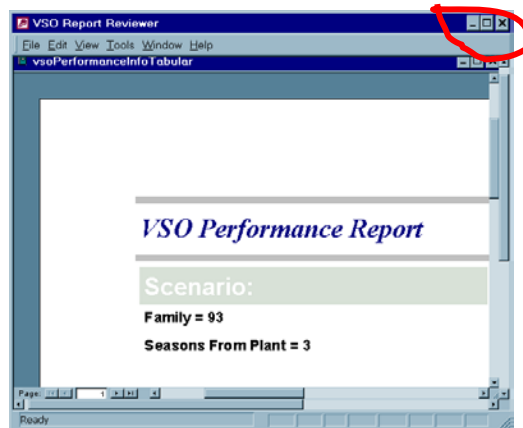 VSO Report Reviewer
File Edit View Tools Window Help
vsoPerformanceInfoTabular
VSO Performance Report
Scenario:
Family = 93
Seasons From Plant = 3
Page: 1
Ready